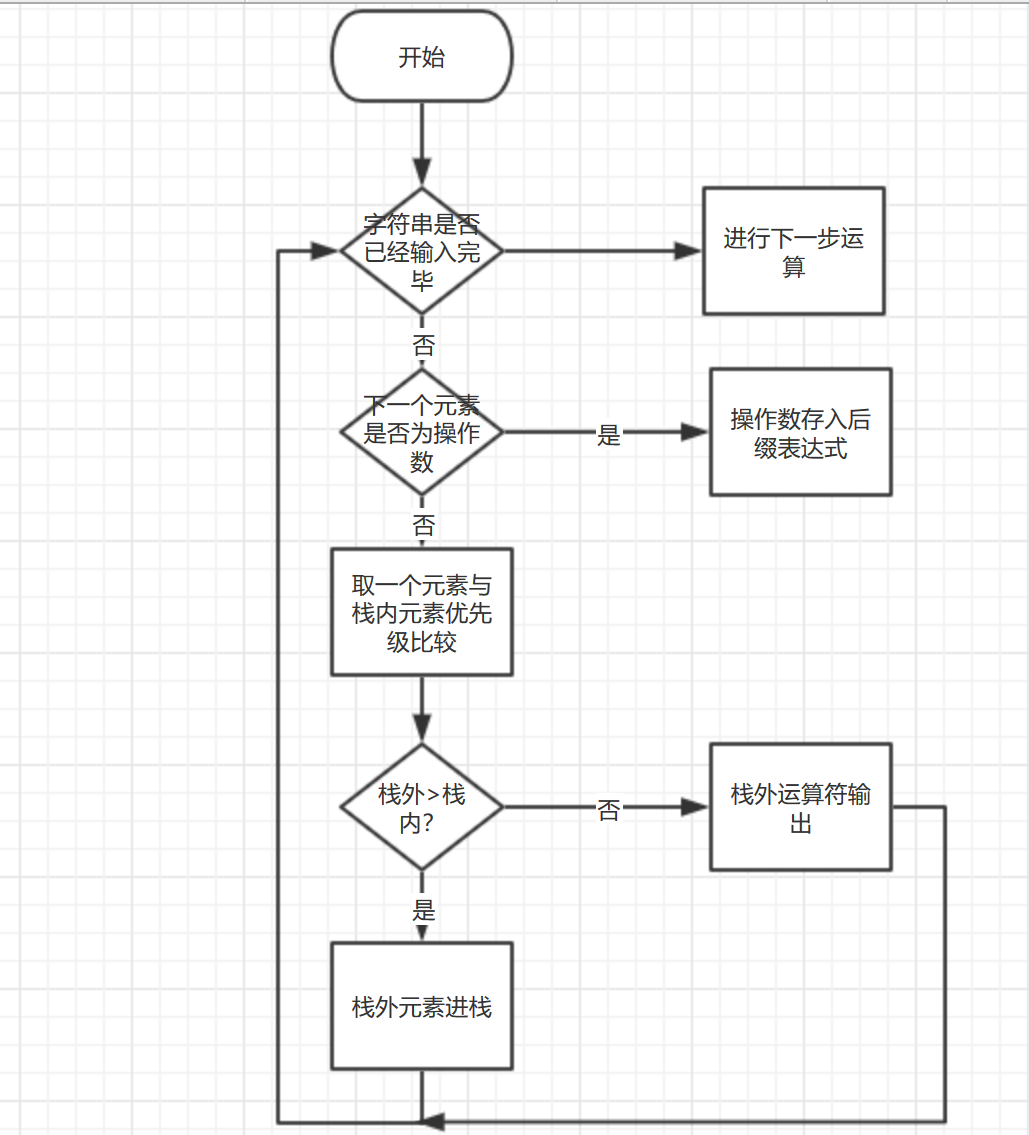 开始
字符串是否
已经输入完
毕
进行下一步运
算
否
下一个元素
是否为操作
数
是
操作数存入后
缀表达式
否
取一个元素与
栈内元素优先
级比较
栈外>栈
内?
否
栈外运算符输
出
是
栈外元素进栈